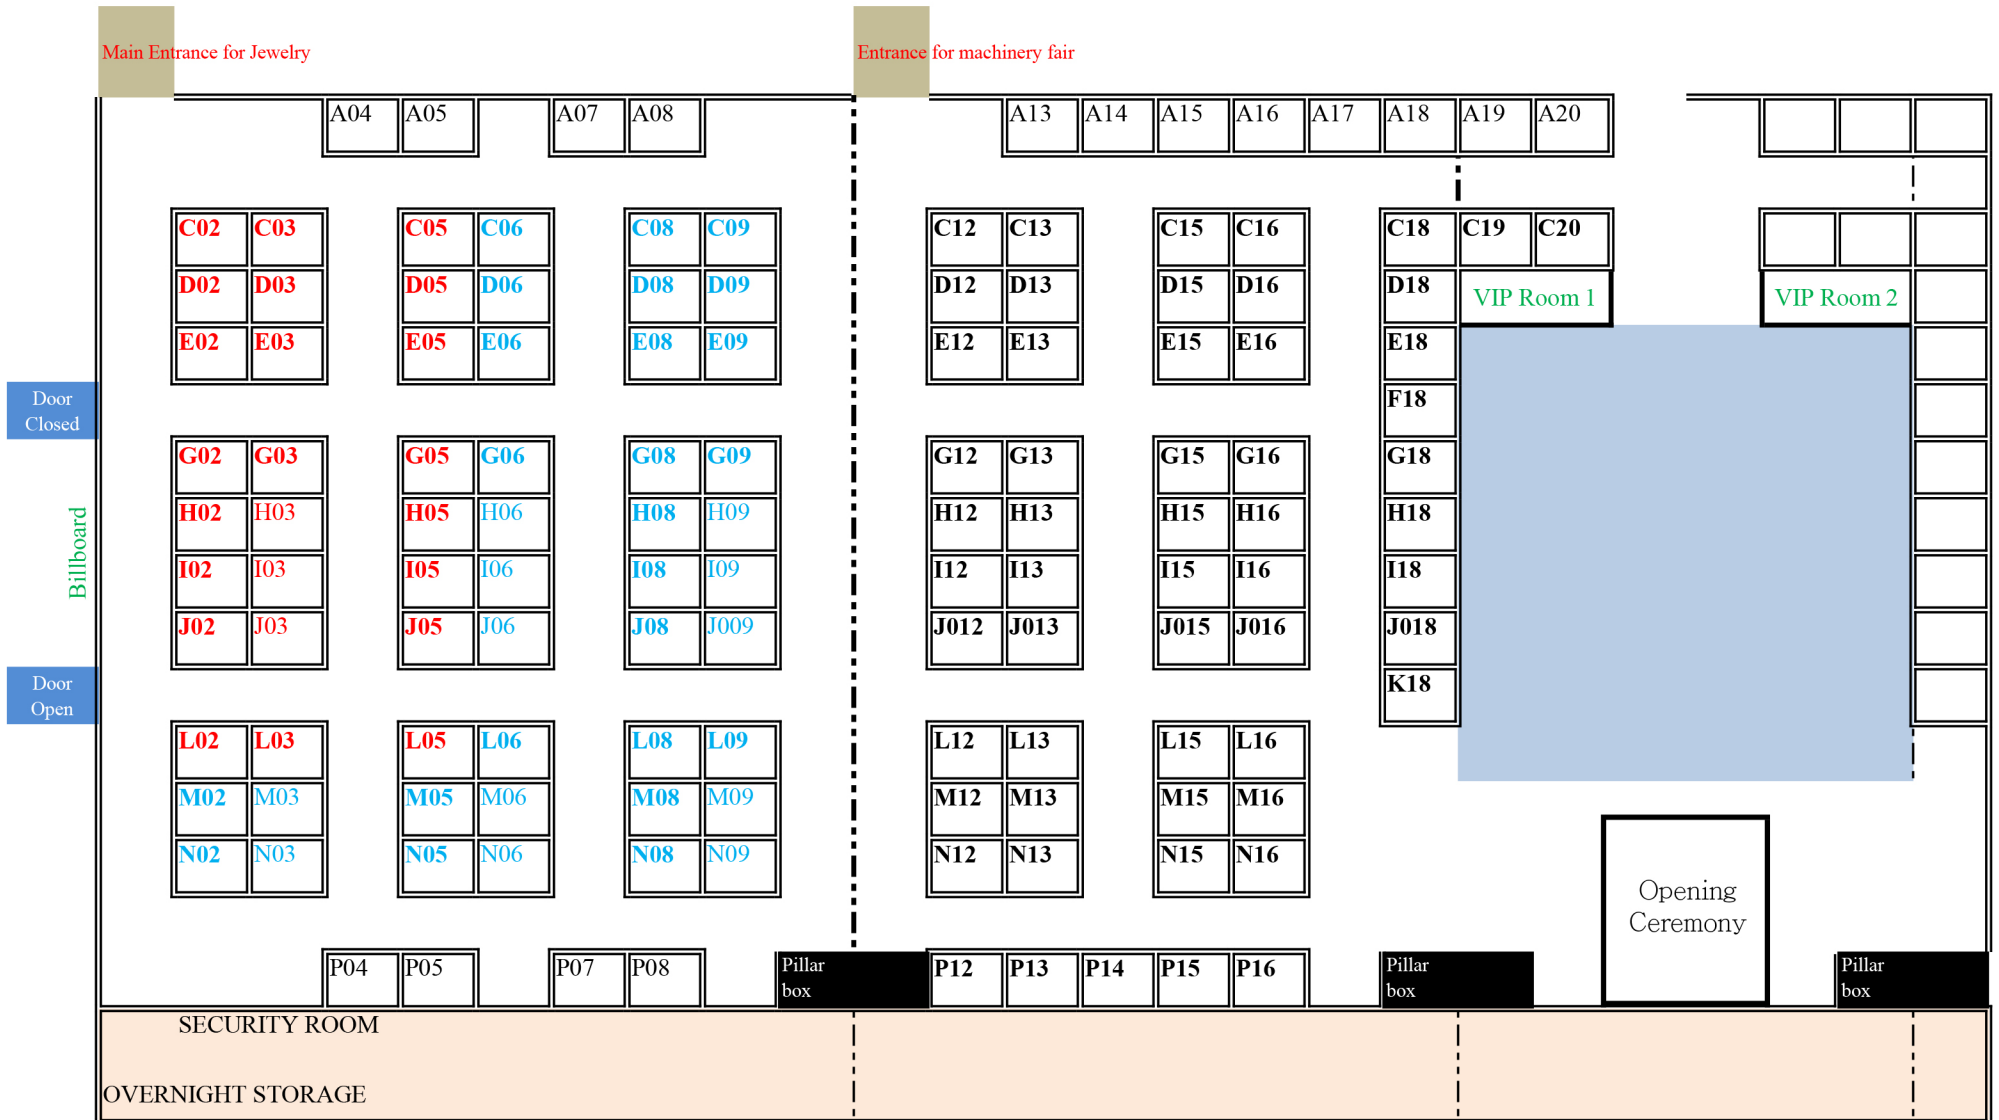 Main Entrance for Jewelry
Entrance for machinery fair
A04 A05 A07 A08 A13 A14 A15 A16 A17 A18 A19 A20
C02 C03 C05 C06 C08 C09 C12 C13 C15 C16 C18 C19 C20
D02 D03 D05 D06 D08 D09 D12 D13 D15 D16 D18 VIP Room 1 VIP Room 2
E02 E03 E05 E06 E08 E09 E12 E13 E15 E16 E18
Door
Closed
F18
G02 G03 G05 G06 G08 G09 G12 G13 G15 G16 G18
H02 H03 H05 H06 H08 H09 H12 H13 H15 H16 H18
Billboard
I02 I03 I05 I06 I08 I09 I12 I13 I15 I16 I18
J02 J03 J05 J06 J08 J009 J012 J013 J015 J016 J018
Door
Open
K18
L02 L03 L05 L06 L08 L09 L12 L13 L15 L16
M02 M03 M05 M06 M08 M09 M12 M13 M15 M16
N02 N03 N05 N06 N08 N09 N12 N13 N15 N16
Opening
Ceremony
P04 P05 P07 P08
Pillar
box
P12 P13 P14 P15 P16
Pillar
box
Pillar
box
SECURITY ROOM
OVERNIGHT STORAGE